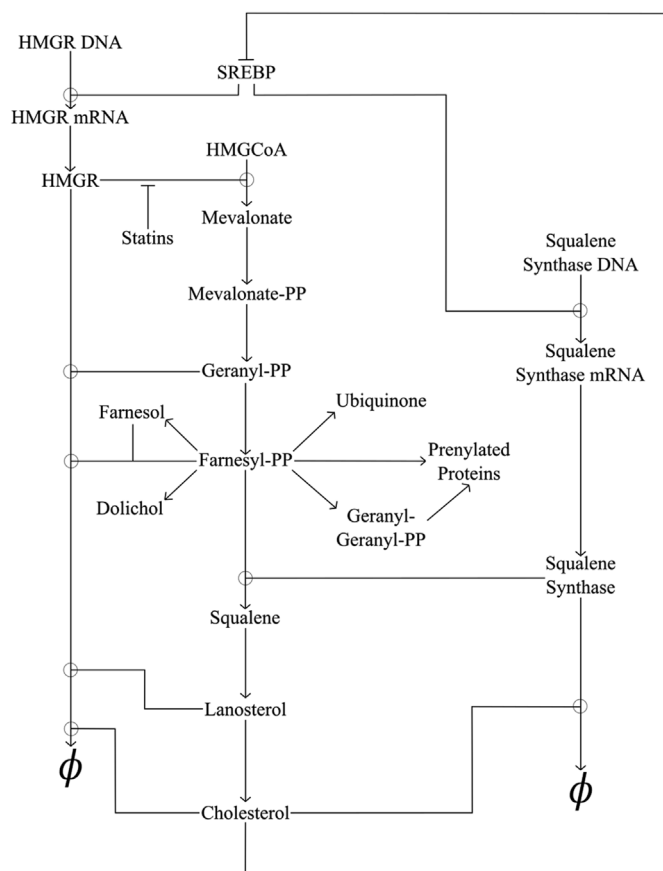 HMGR DNA
SREBP
HMGR mRNA
HMGCoA
HMGR
Mevalonate
Statins
Squalene
Synthase DNA
Mevalonate-PP
Squalene
Synthase mRNA
Geranyl-PP
Ubiquinone
Farnesol
Prenylated
Proteins
Farnesyl-PP
Dolichol
Geranyl-
Geranyl-PP
Squalene
Synthase
Squalene
Lanosterol
ϕ
ϕ
Cholesterol